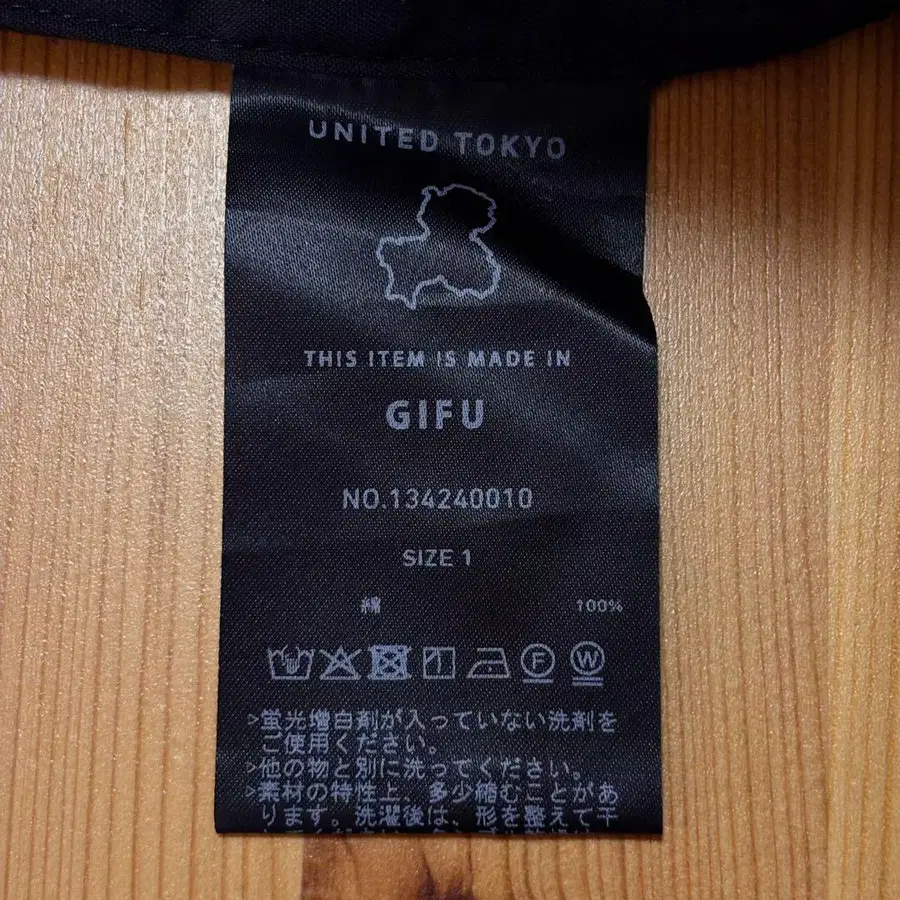 UNITED TOKYO
THIS ITEM IS MADE IN
GIFU
NO.134240010
SIZE 1
綿 100%
F W
>蛍光増白剤が入っていない洗剤を
ご使用ください。
>他の物と別に洗ってください。
>素材の特性上、多少縮むことがあ
ります。洗濯後は、形を整えて干